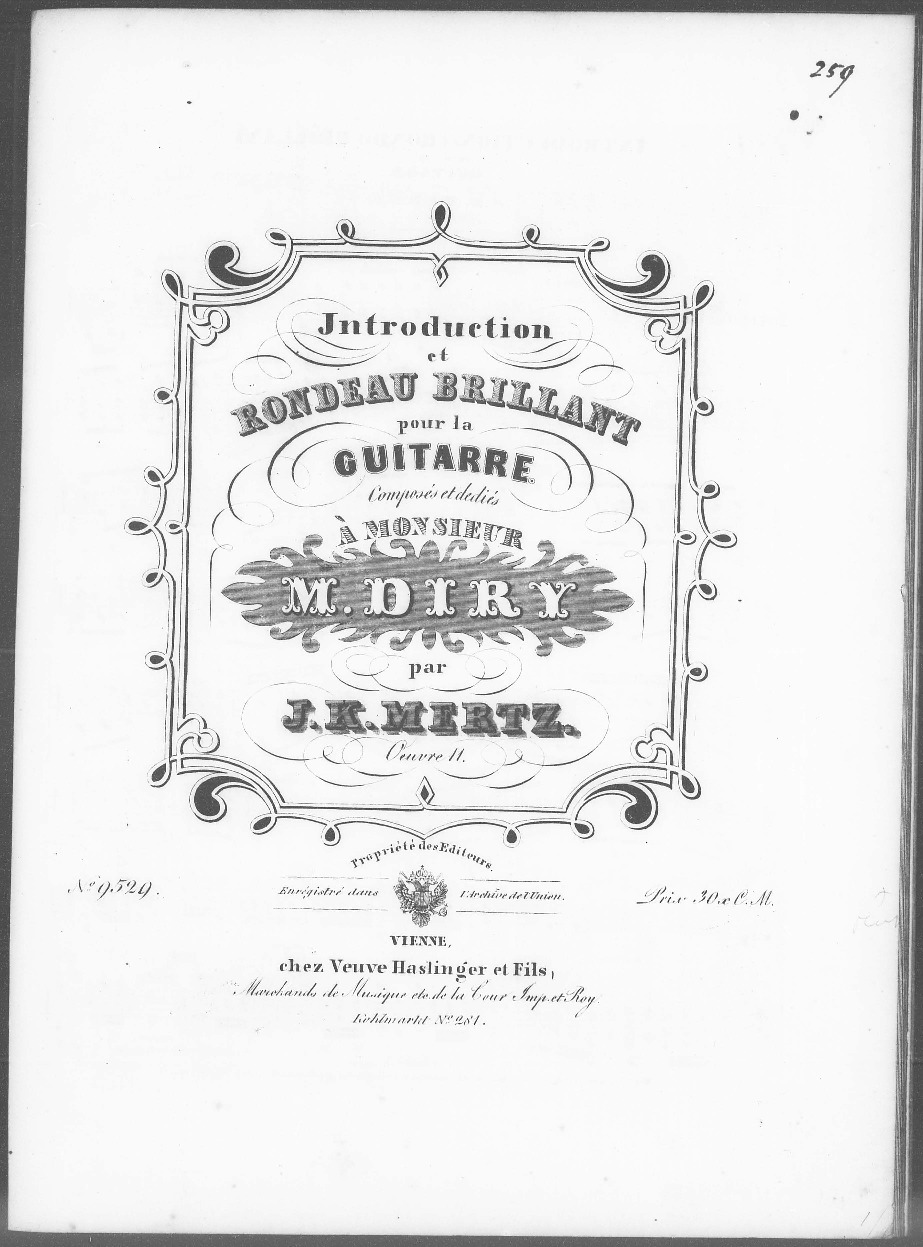 259
Introduction
et
RONDEAU BRILLANT
pour la
GUITARRE.
Composés et dediés
À MONSIEUR
M. DIRY
par
J. K. MERTZ.
Oeuvre 11.
Propriété des Editeurs.
No 9529.
Enrégistré dans l'Archive de l'Union.
Prix 30 x C. M.
VIENNE,
chez Veuve Haslinger et Fils,
Marchands de Musique etc. de la Cour Imp. et Roy.
Kohlmarkt No 281.